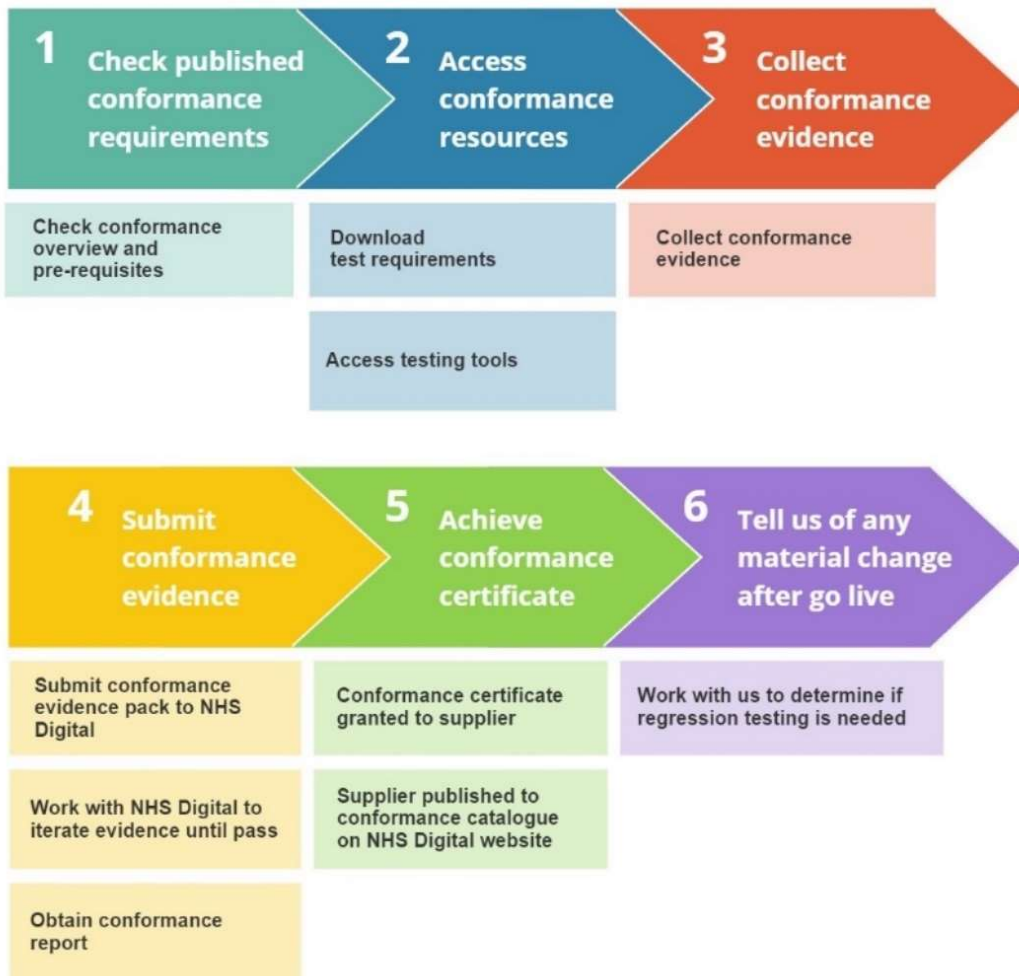 1 Check published
conformance
requirements
2 Access
conformance
resources
3 Collect
conformance
evidence
Check conformance
overview and
pre-requisites
Download
test requirements
Access testing tools
Collect conformance
evidence
4 Submit
conformance
evidence
5 Achieve
conformance
certificate
6 Tell us of any
material change
after go live
Submit conformance
evidence pack to NHS
Digital
Work with NHS Digital to
iterate evidence until pass
Obtain conformance
report
Conformance certificate
granted to supplier
Supplier published to
conformance catalogue
on NHS Digital website
Work with us to determine if
regression testing is needed